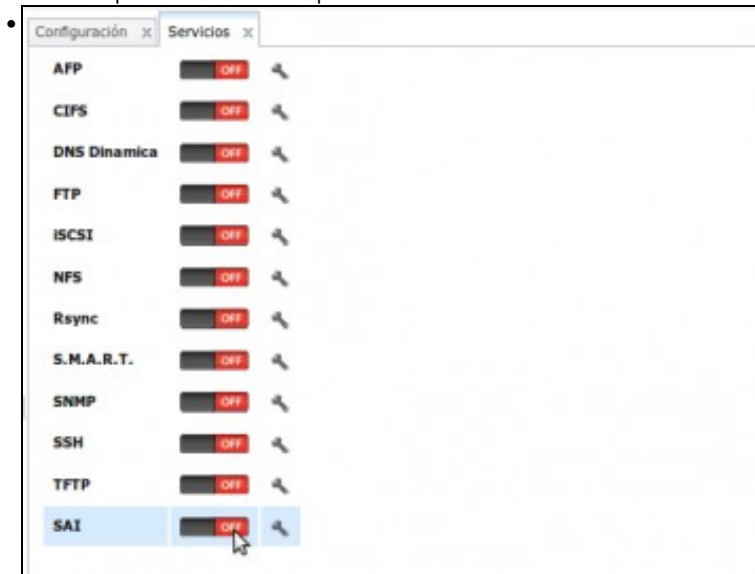 Configuración x Servicios x
AFP OFF
CIFS OFF
DNS Dinamica OFF
FTP OFF
iSCSI OFF
NFS OFF
Rsync OFF
S.M.A.R.T. OFF
SNMP OFF
SSH OFF
TFTP OFF
SAI OFF